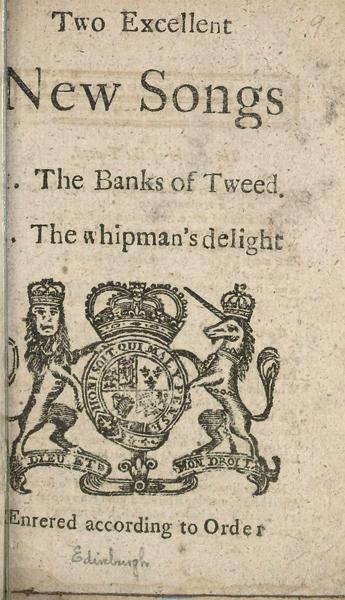 Two Excellent
9
New Songs
. The Banks of Tweed.
. The whipman's delight
HONI SOIT QUI MAL Y PENSE
DIEU ET MON DROIT
Enrered according to Order
Edinburgh